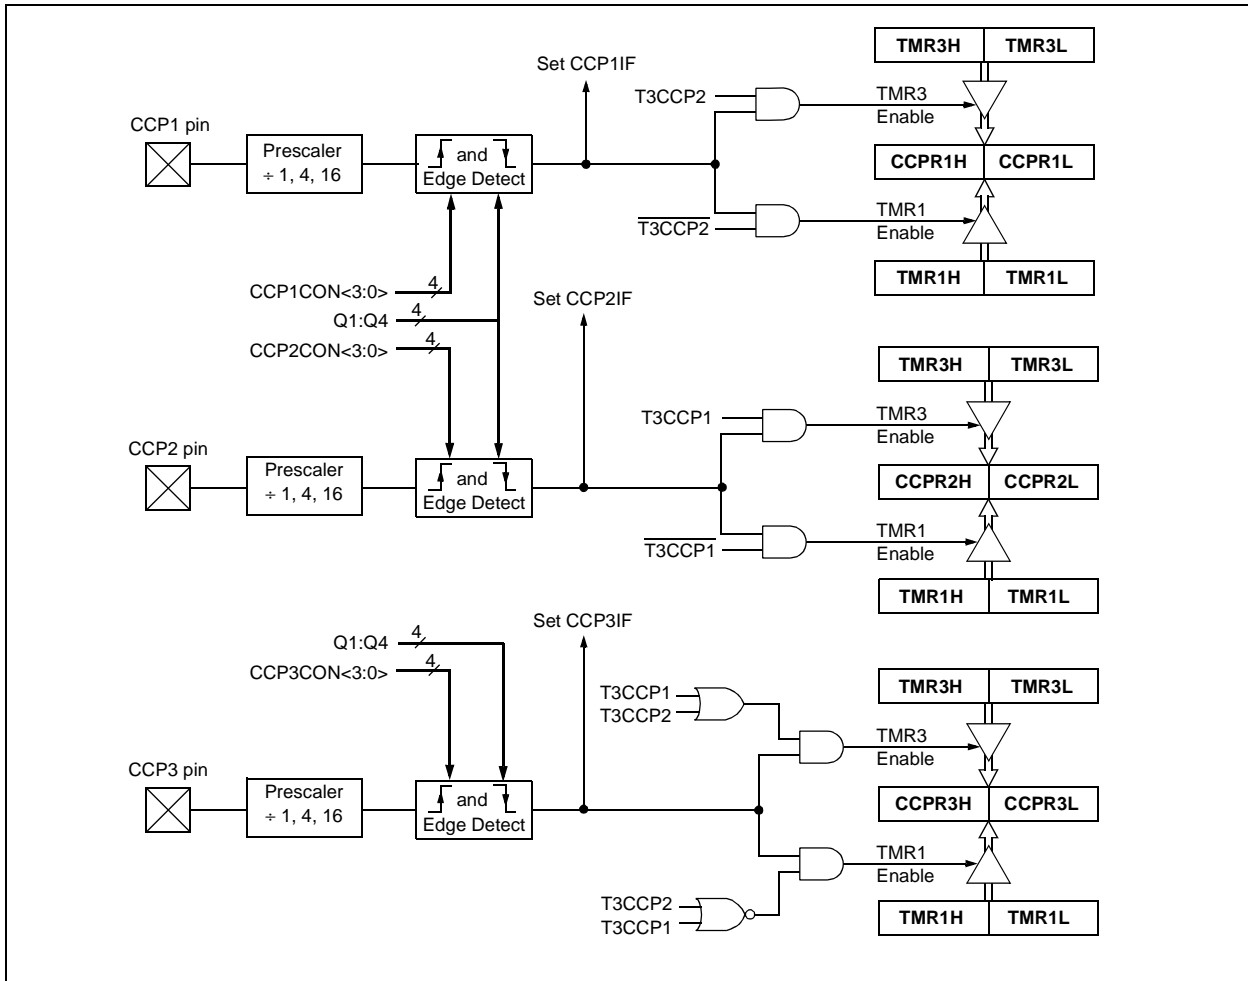 TMR3H TMR3L
Set CCP1IF
T3CCP2
TMR3
Enable
CCP1 pin
Prescaler
÷ 1, 4, 16
and
Edge Detect
CCPR1H CCPR1L
T3CCP2
TMR1
Enable
TMR1H TMR1L
CCP1CON<3:0> 4
Q1:Q4 4
CCP2CON<3:0> 4
Set CCP2IF
TMR3H TMR3L
T3CCP1
TMR3
Enable
CCP2 pin
Prescaler
÷ 1, 4, 16
and
Edge Detect
CCPR2H CCPR2L
T3CCP1
TMR1
Enable
TMR1H TMR1L
Set CCP3IF
Q1:Q4 4
CCP3CON<3:0> 4
TMR3H TMR3L
T3CCP1
T3CCP2
TMR3
Enable
CCP3 pin
Prescaler
÷ 1, 4, 16
and
Edge Detect
CCPR3H CCPR3L
TMR1
Enable
T3CCP2
T3CCP1
TMR1H TMR1L